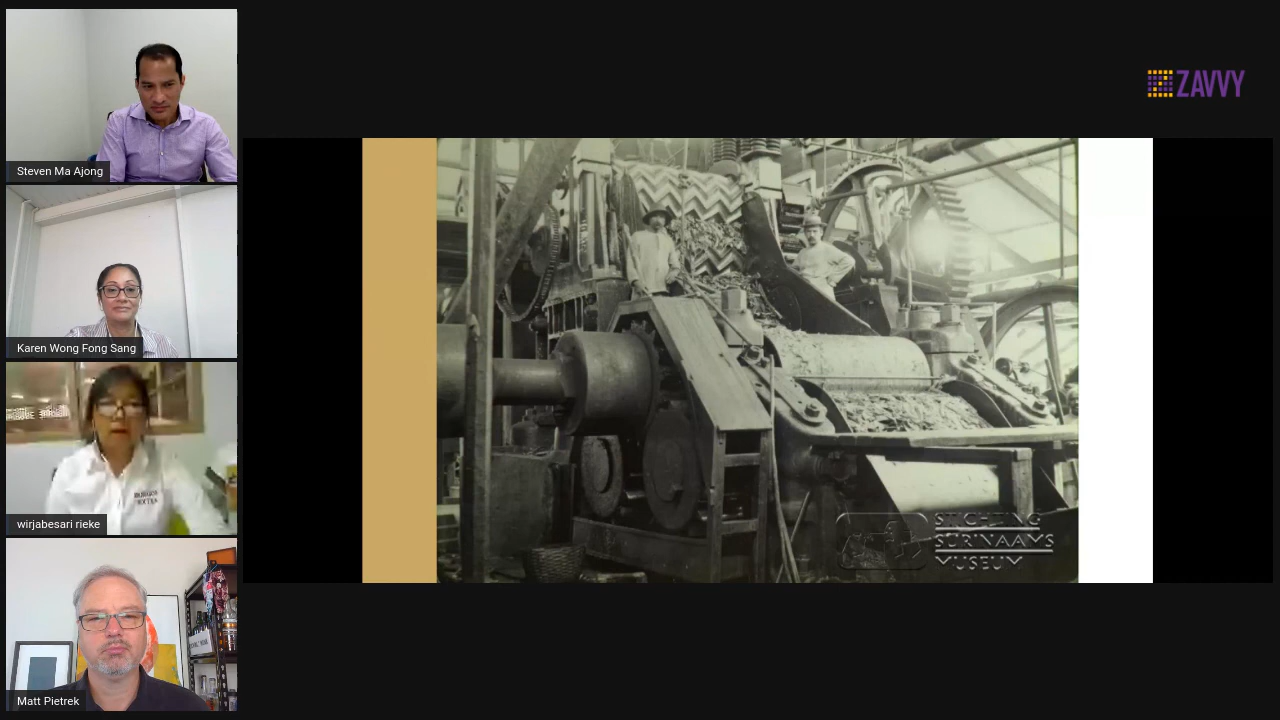 Steven Ma Ajong
Karen Wong Fong Sang
wirjabesari rieke
Matt Pietrek
ZAVVY
STICHTING
SURINAAMS
MUSEUM